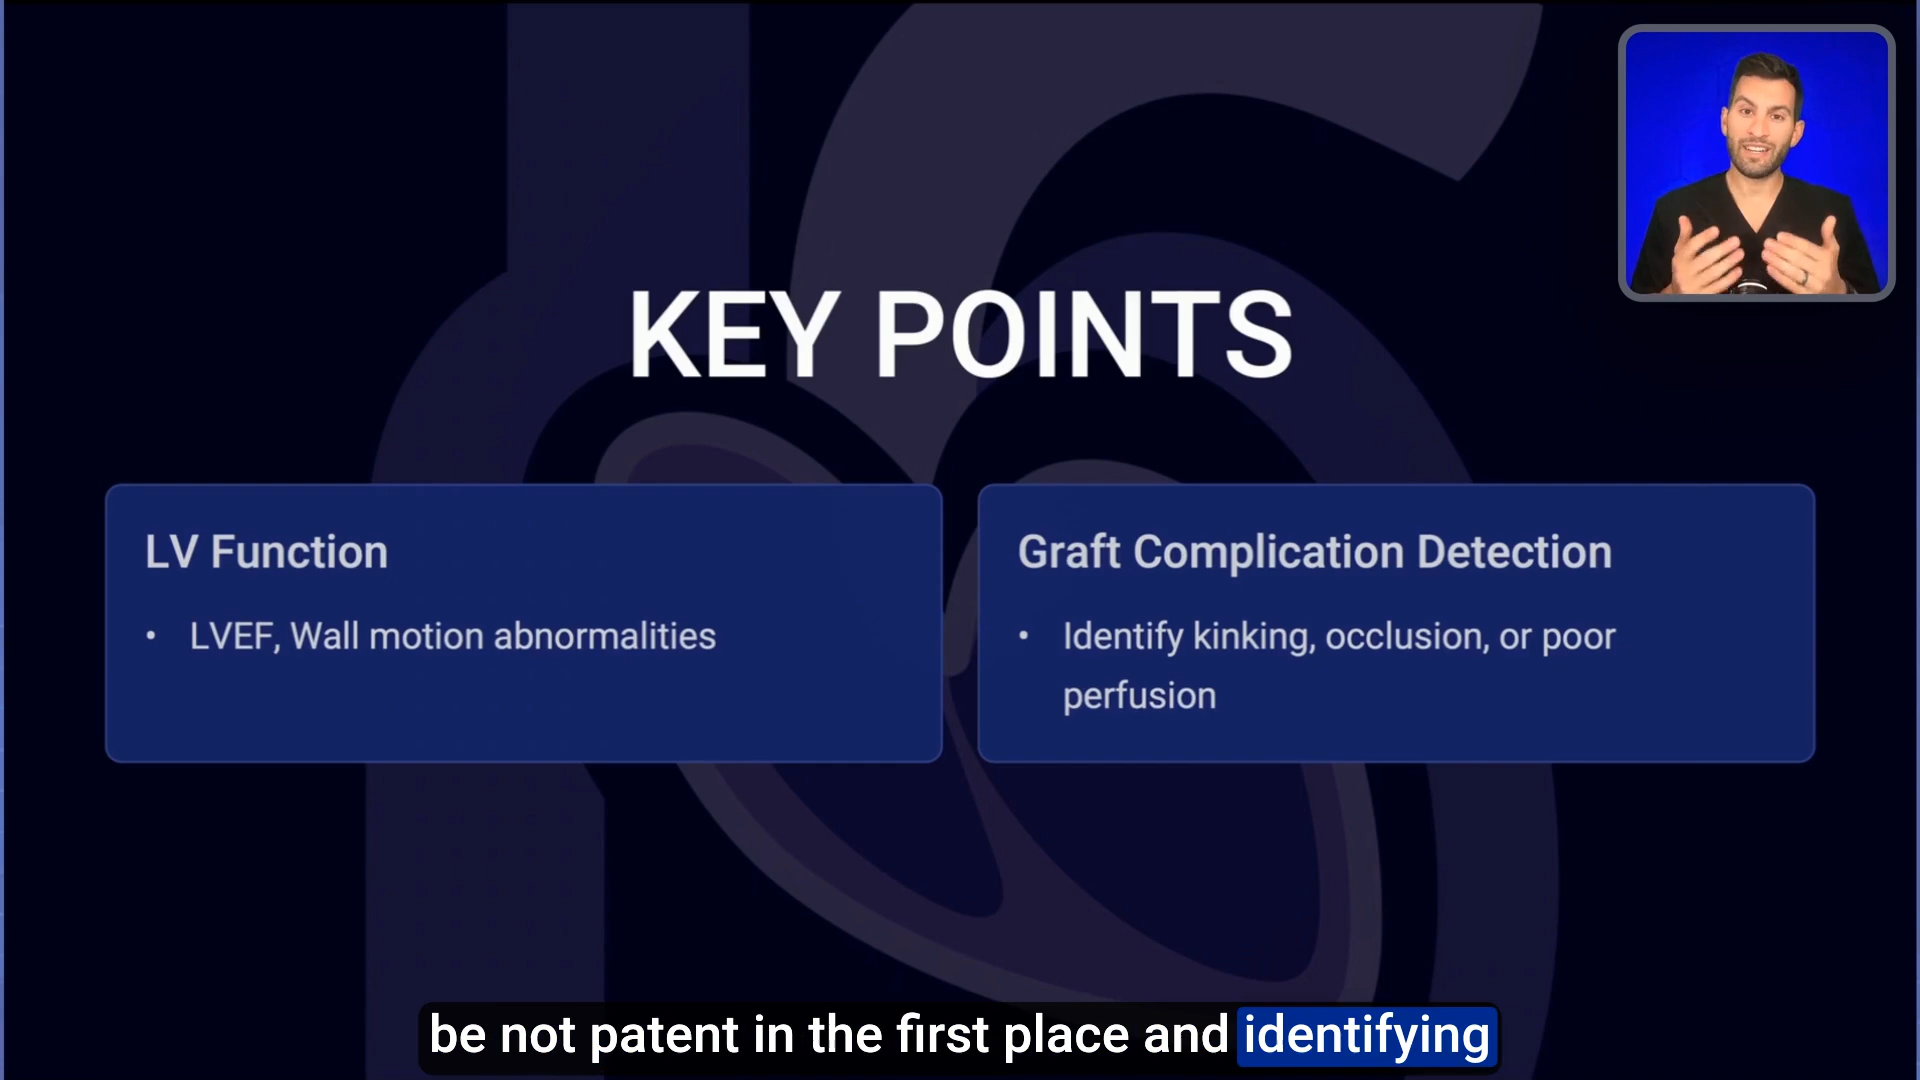 KEY POINTS
LV Function
• LVEF, Wall motion abnormalities
Graft Complication Detection
• Identify kinking, occlusion, or poor
perfusion
be not patent in the first place and identifying